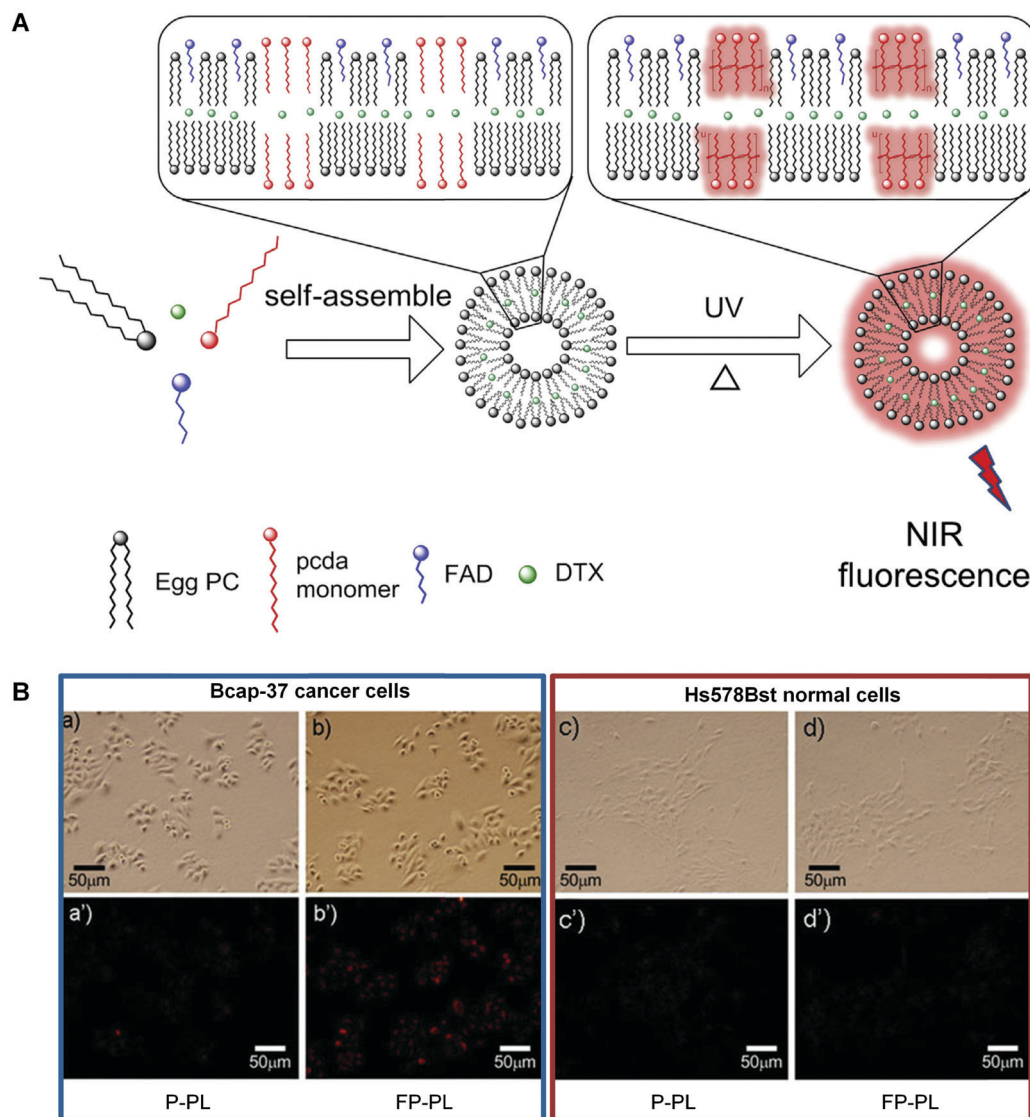 A
n
n
u
u
self-assemble
UV
△
NIR
fluorescence
Egg PC
pcda
monomer
FAD
DTX
B
Bcap-37 cancer cells
Hs578Bst normal cells
a)
b)
c)
d)
50μm
50μm
50μm
50μm
a')
b')
c')
d')
50μm
50μm
50μm
50μm
P-PL
FP-PL
P-PL
FP-PL